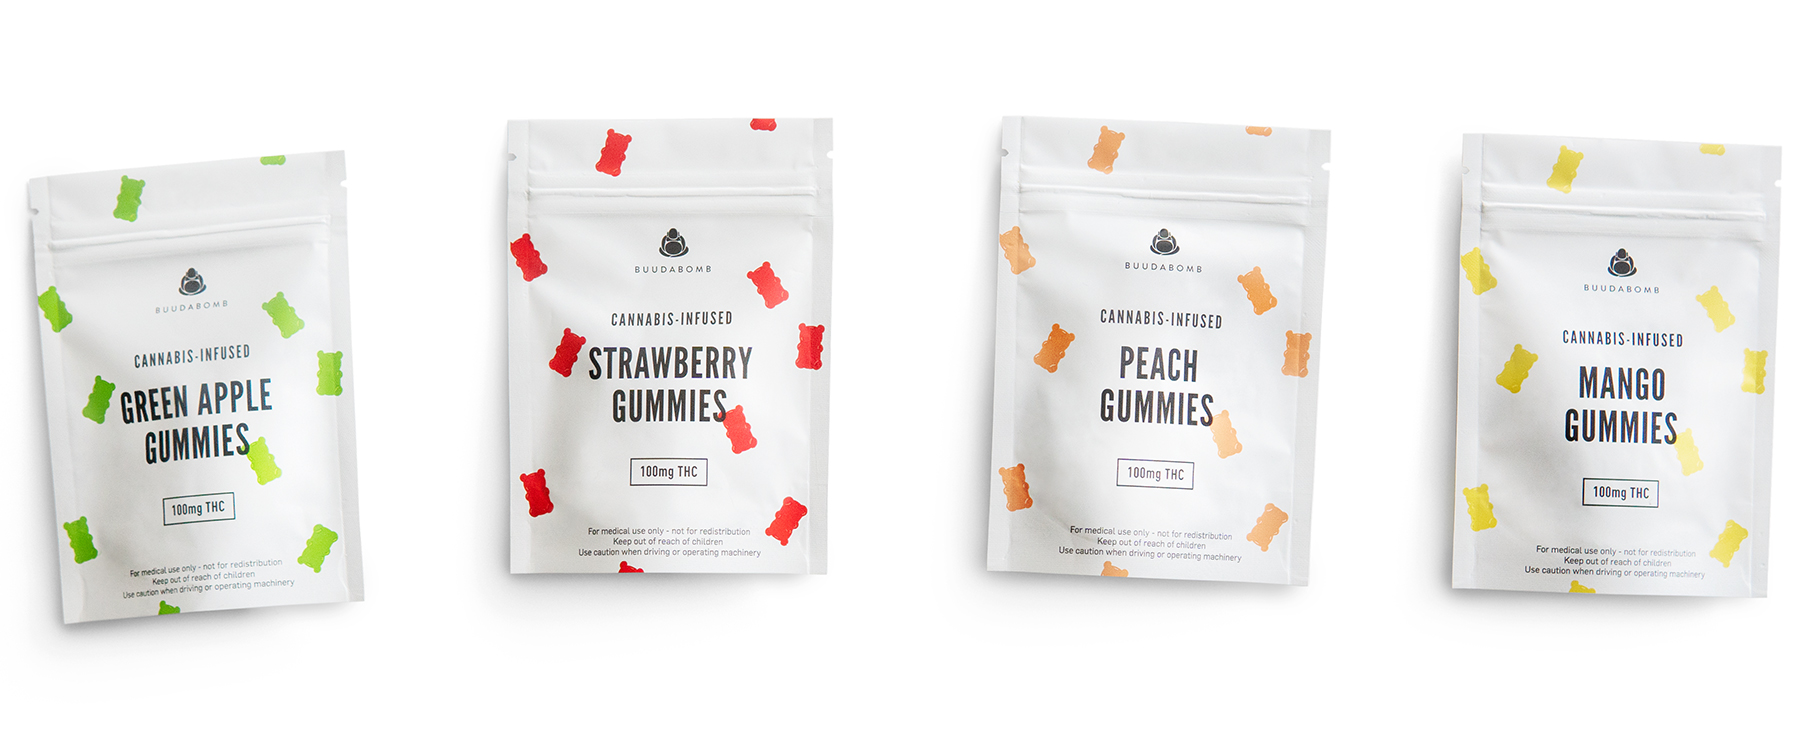 BUUDABOMB
CANNABIS-INFUSED
GREEN APPLE
GUMMIES
100mg THC
For medical use only - not for redistribution
Keep out of reach of children
Use caution when driving or operating machinery
BUUDABOMB
CANNABIS-INFUSED
STRAWBERRY
GUMMIES
100mg THC
For medical use only - not for redistribution
Keep out of reach of children
Use caution when driving or operating machinery
BUUDABOMB
CANNABIS-INFUSED
PEACH
GUMMIES
100mg THC
For medical use only - not for redistribution
Keep out of reach of children
Use caution when driving or operating machinery
BUUDABOMB
CANNABIS-INFUSED
MANGO
GUMMIES
100mg THC
For medical use only - not for redistribution
Keep out of reach of children
Use caution when driving or operating machinery